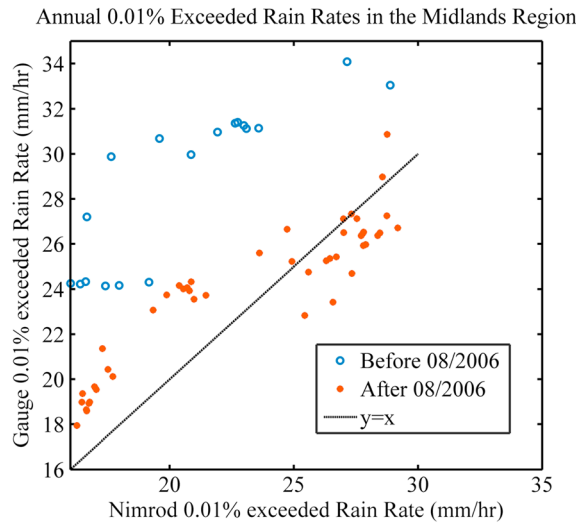 Annual 0.01% Exceeded Rain Rates in the Midlands Region
Gauge 0.01% exceeded Rain Rate (mm/hr)
34
32
30
28
26
24
22
20
18
16
Before 08/2006
After 08/2006
y=x
20
25
30
35
Nimrod 0.01% exceeded Rain Rate (mm/hr)